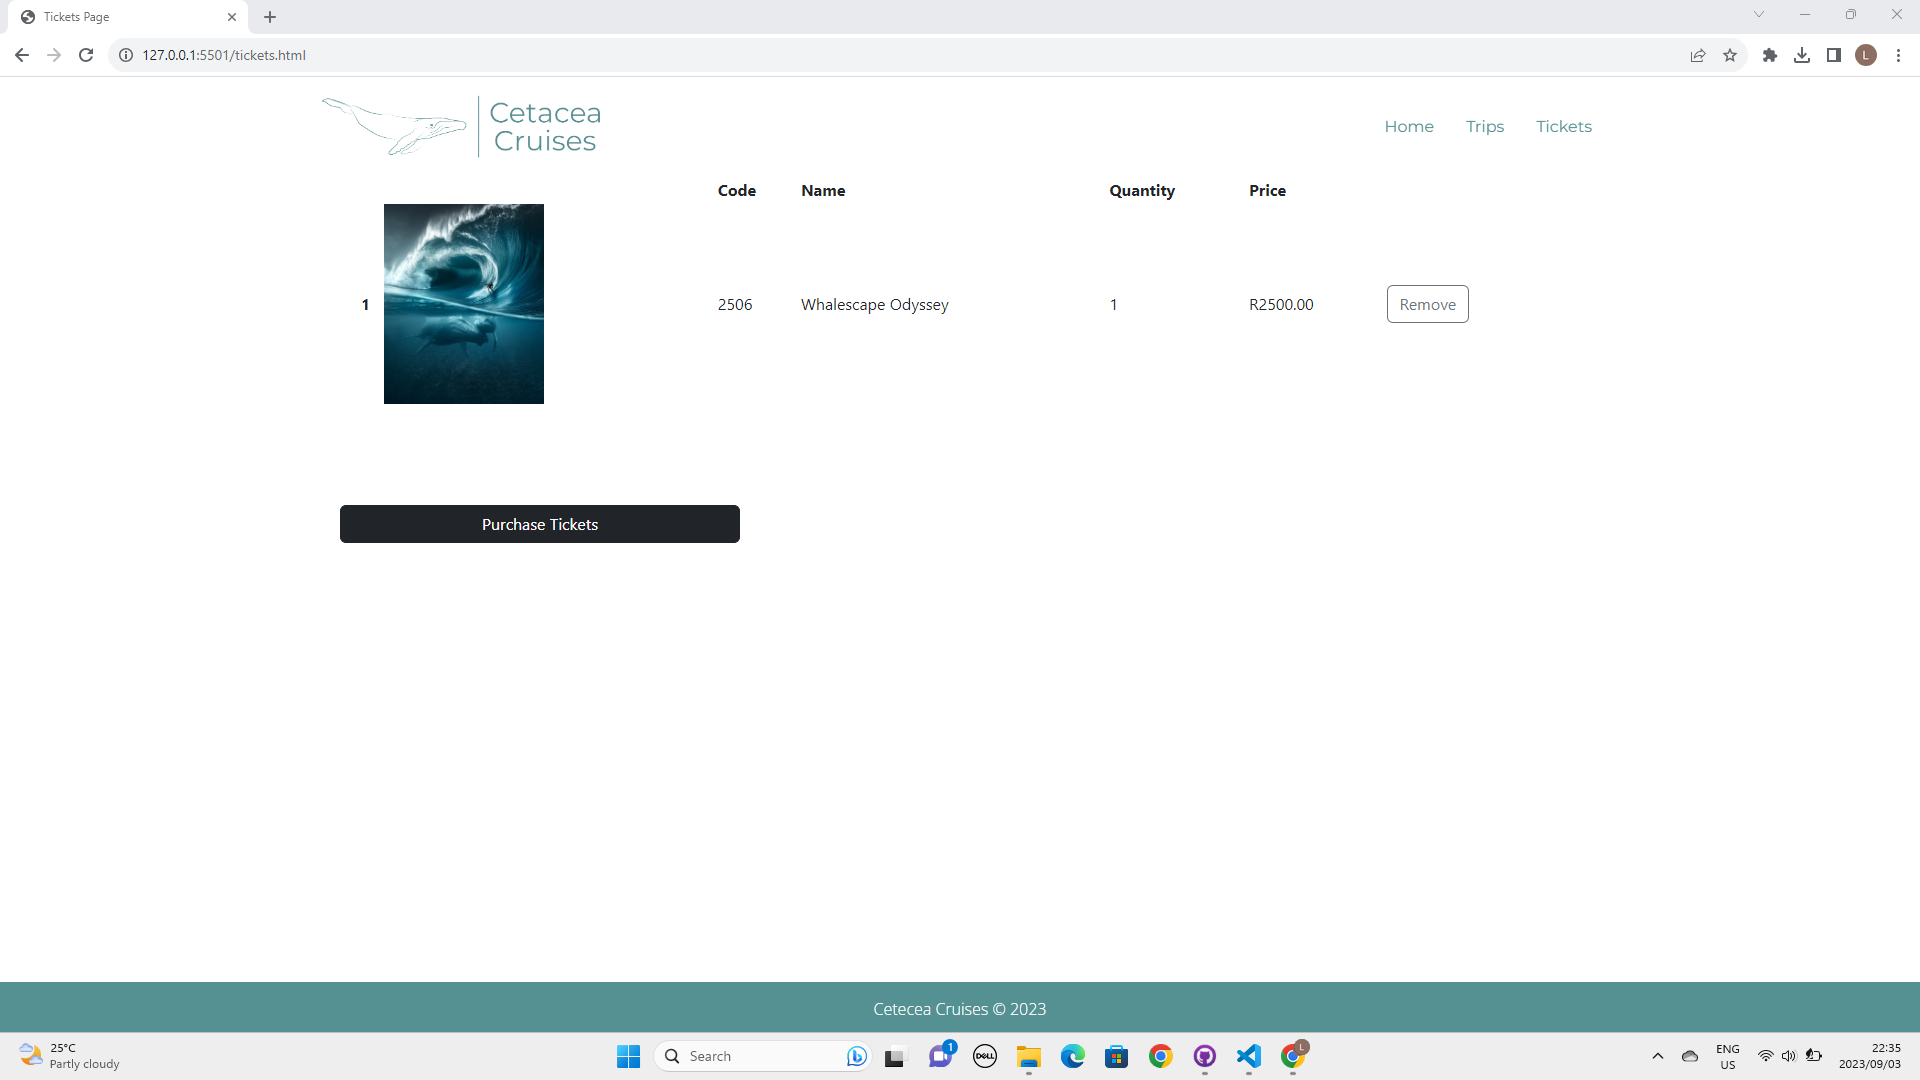 Tickets Page
127.0.0.1:5501/tickets.html
L
Cetacea
Cruises
Home Trips Tickets
Code Name Quantity Price
1 2506 Whalescape Odyssey 1 R2500.00 Remove
Purchase Tickets
Cetecea Cruises © 2023
25°C
Partly cloudy
Search
1
DELL
L
ENG
US
22:35
2023/09/03